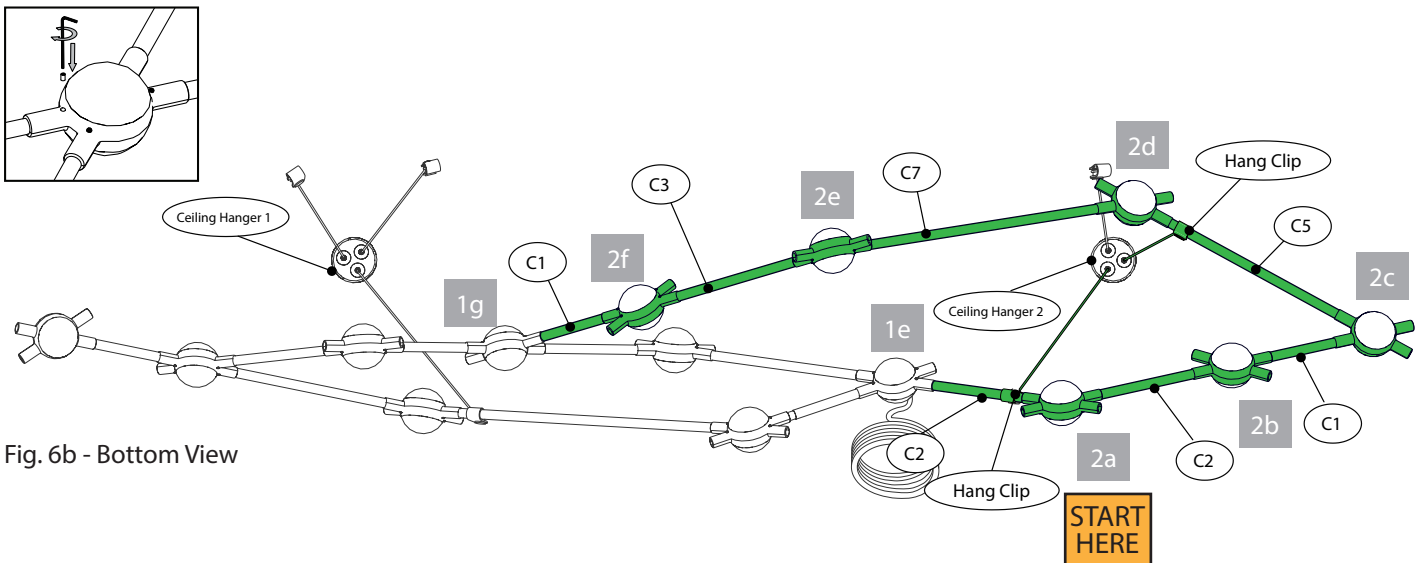 2d
Hang Clip
C7
C3
2e
Ceiling Hanger 1
C5
C1
2f
2c
1g
Ceiling Hanger 2
1e
2b
C1
Fig. 6b - Bottom View
C2
2a
C2
Hang Clip
START
HERE